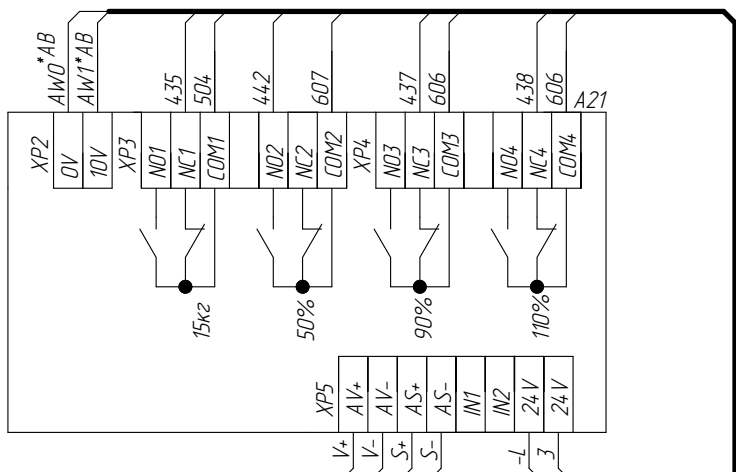 AW0*AB
AW1*AB
435
504
442
607
437
606
438
606
A21
XP2
0V
10V
XP3
NO1
NC1
COM1
NO2
NC2
COM2
XP4
NO3
NC3
COM3
NO4
NC4
COM4
15кг
50%
90%
110%
XP5
AV+
AV-
AS+
AS-
IN1
IN2
24V
24V
V+
V-
S+
S-
-L
3